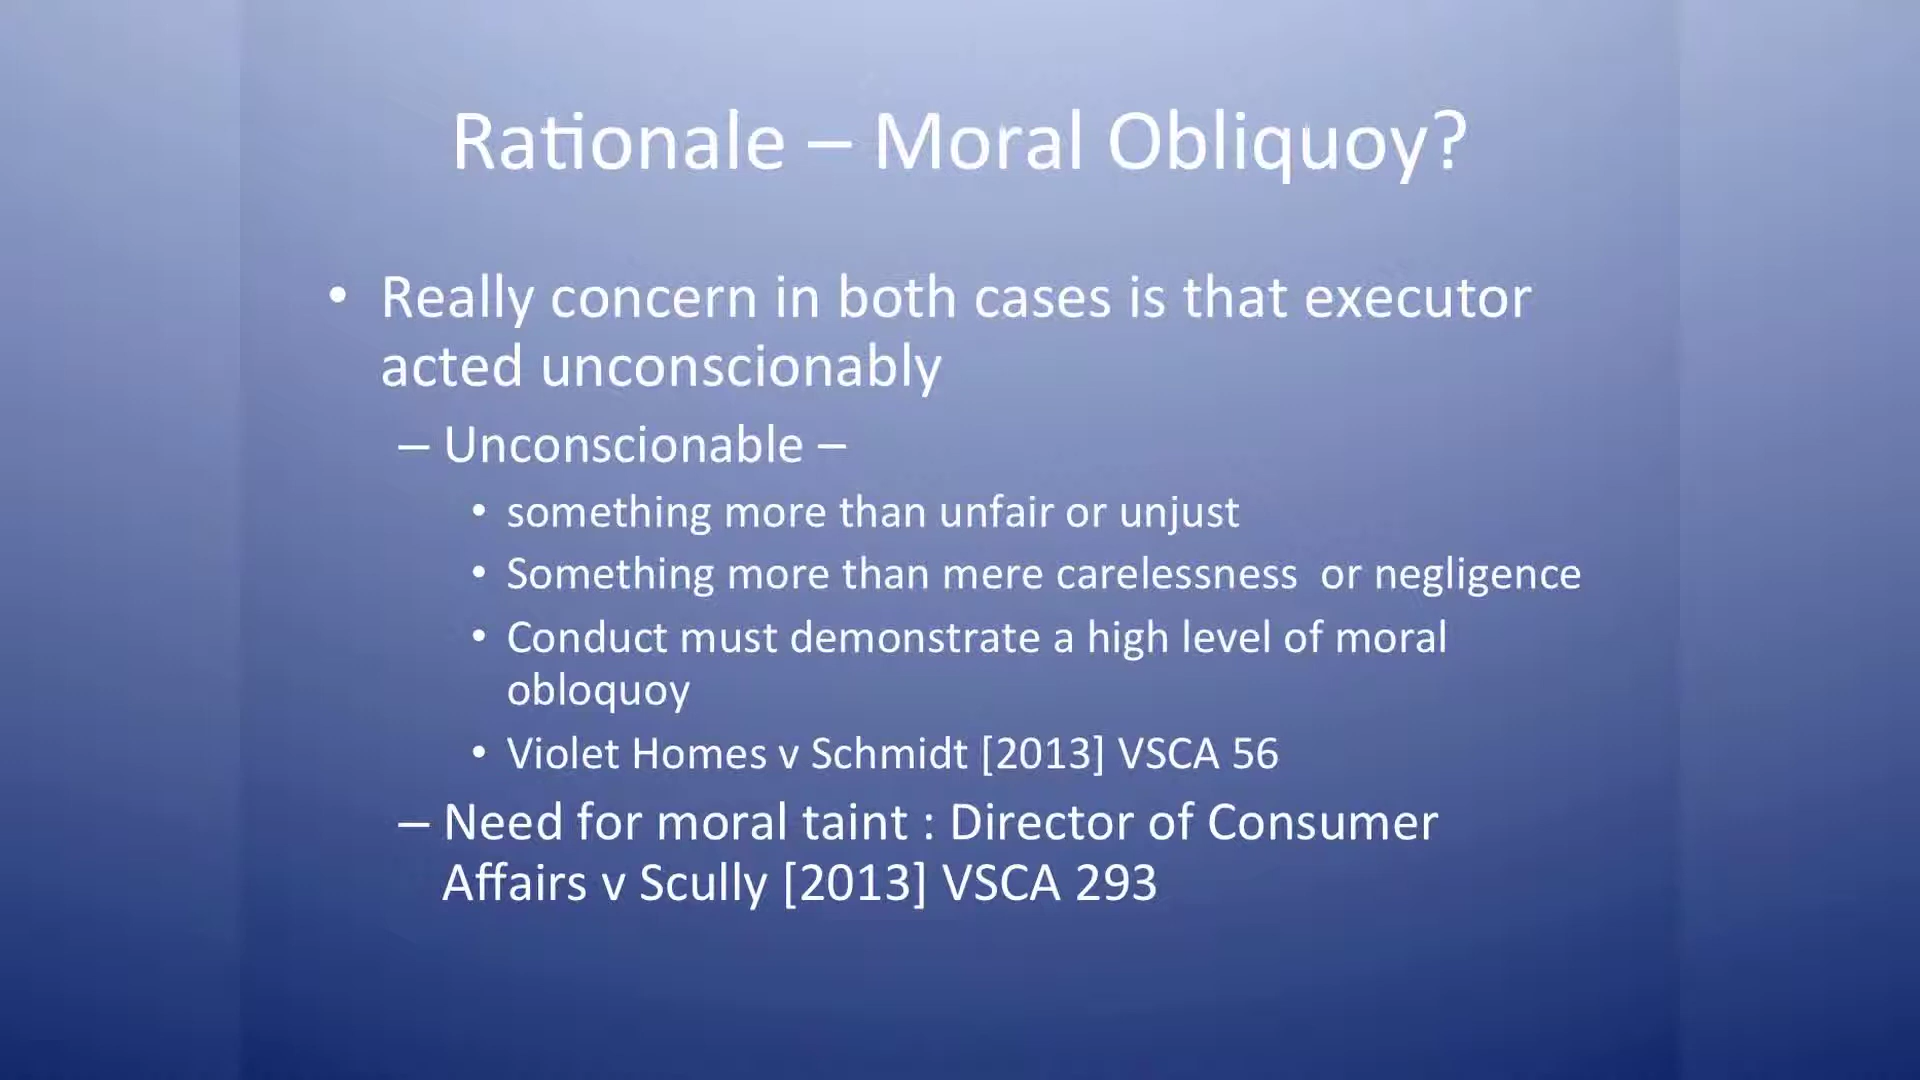 Rationale – Moral Obliquoy?
• Really concern in both cases is that executor
acted unconscionably
– Unconscionable –
• something more than unfair or unjust
• Something more than mere carelessness  or negligence
• Conduct must demonstrate a high level of moral
obloquoy
• Violet Homes v Schmidt [2013] VSCA 56
– Need for moral taint : Director of Consumer
Affairs v Scully [2013] VSCA 293